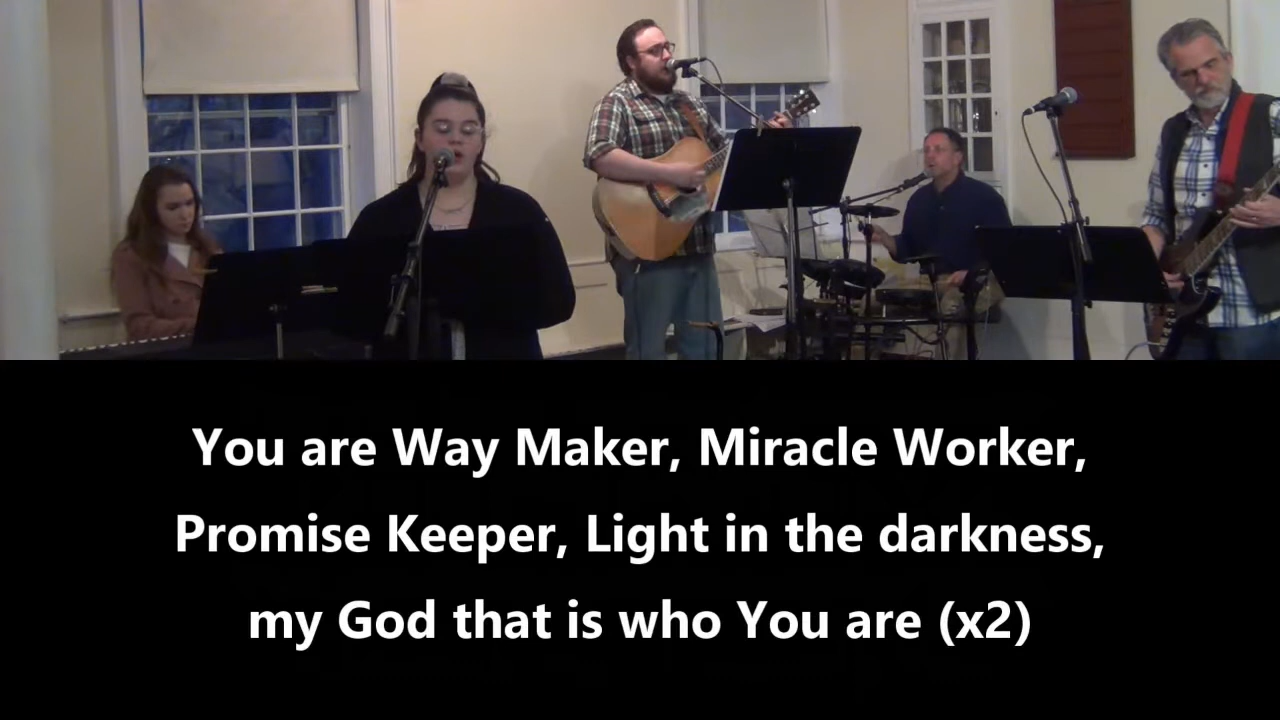 You are Way Maker, Miracle Worker,
Promise Keeper, Light in the darkness,
my God that is who You are (x2)